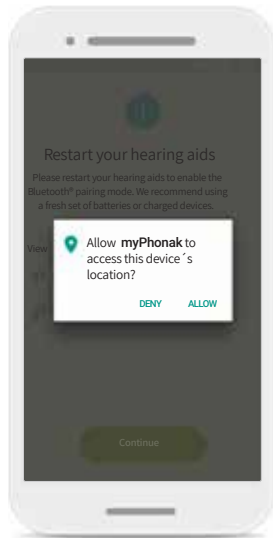 Restart your hearing aids
Please restart your hearing aids to enable the
Bluetooth® pairing mode. We recommend using
a fresh set of batteries or charged devices.
View
Allow myPhonak to
access this device´s
location?
DENY ALLOW
Continue